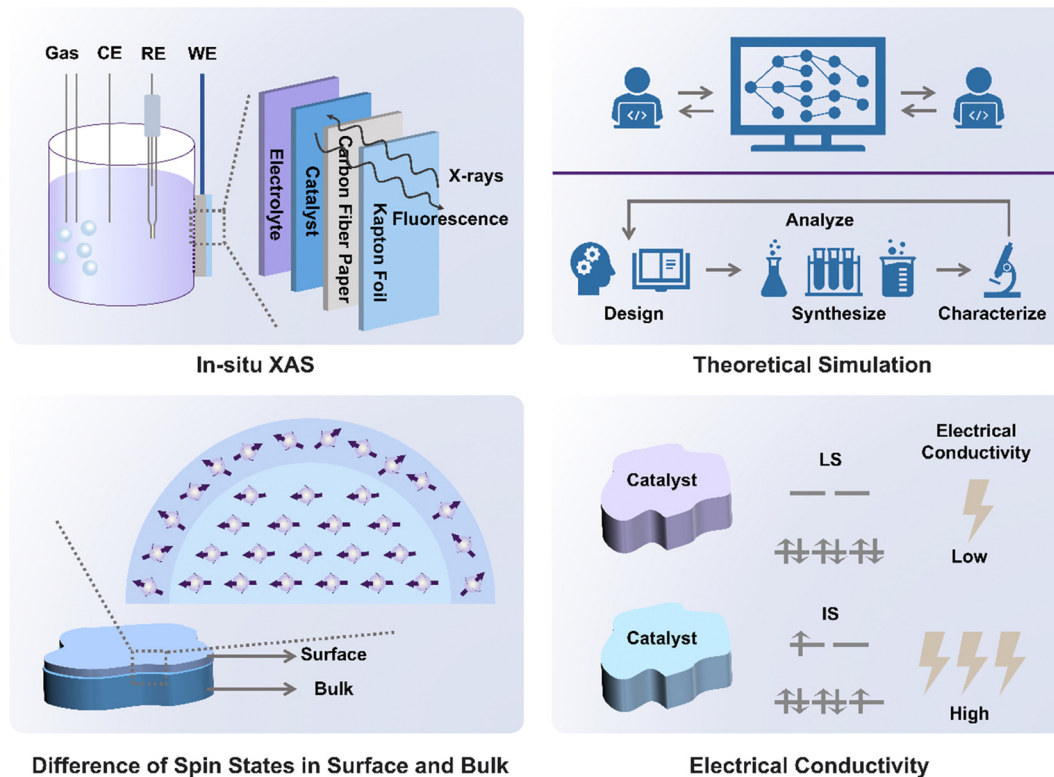 Gas CE RE WE
Electrolyte
Catalyst
Carbon Fiber Paper
Kapton Foil
X-rays
Fluorescence
In-situ XAS
</>
</>
Analyze
Design
Synthesize
Characterize
Theoretical Simulation
Surface
Bulk
Difference of Spin States in Surface and Bulk
Catalyst
LS
Electrical
Conductivity
Low
Catalyst
IS
High
Electrical Conductivity